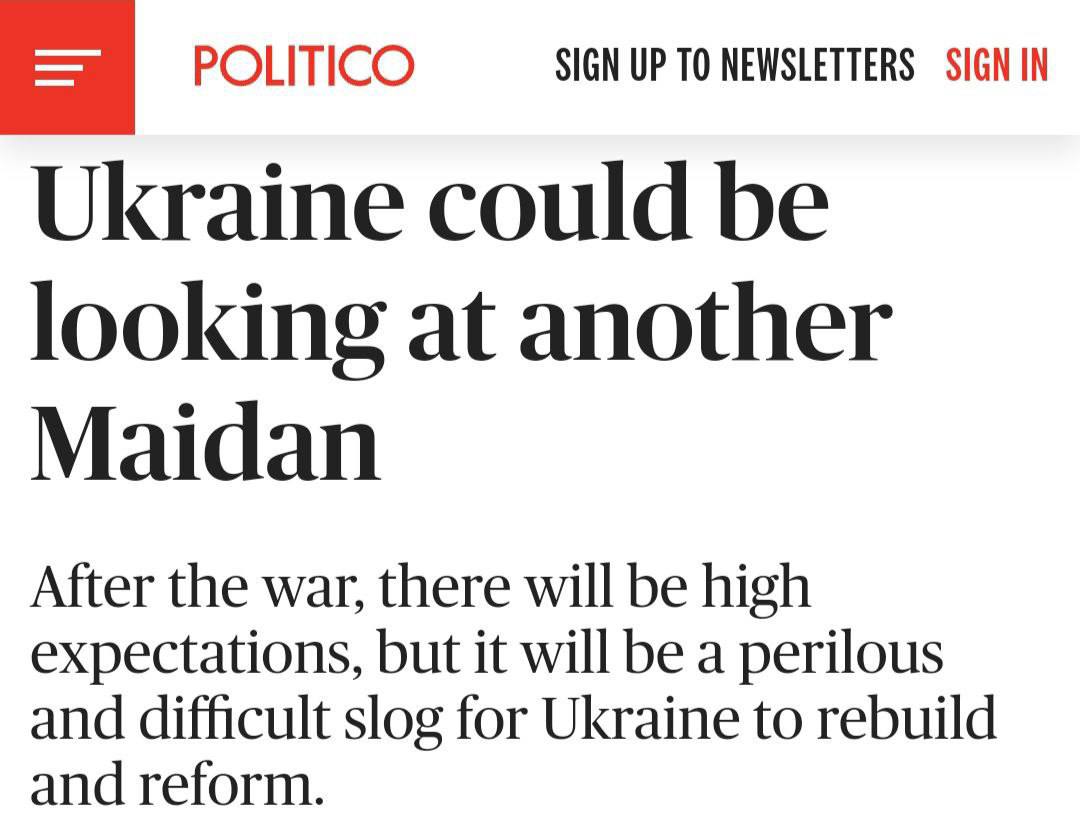 POLITICO
SIGN UP TO NEWSLETTERS SIGN IN
Ukraine could be
looking at another
Maidan
After the war, there will be high
expectations, but it will be a perilous
and difficult slog for Ukraine to rebuild
and reform.